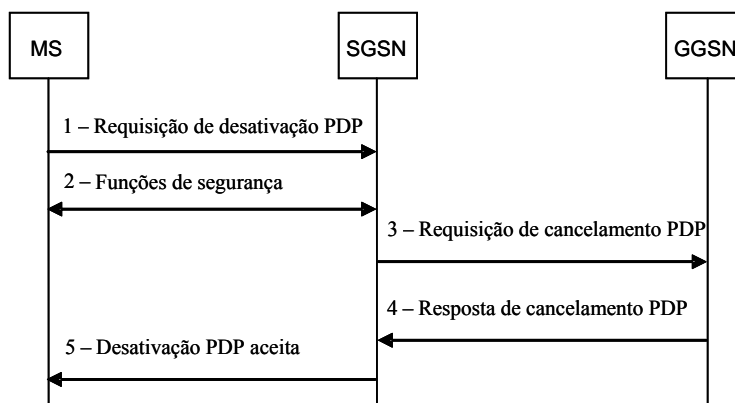 MS
SGSN
GGSN
1 – Requisição de desativação PDP
2 – Funções de segurança
3 – Requisição de cancelamento PDP
4 – Resposta de cancelamento PDP
5 – Desativação PDP aceita